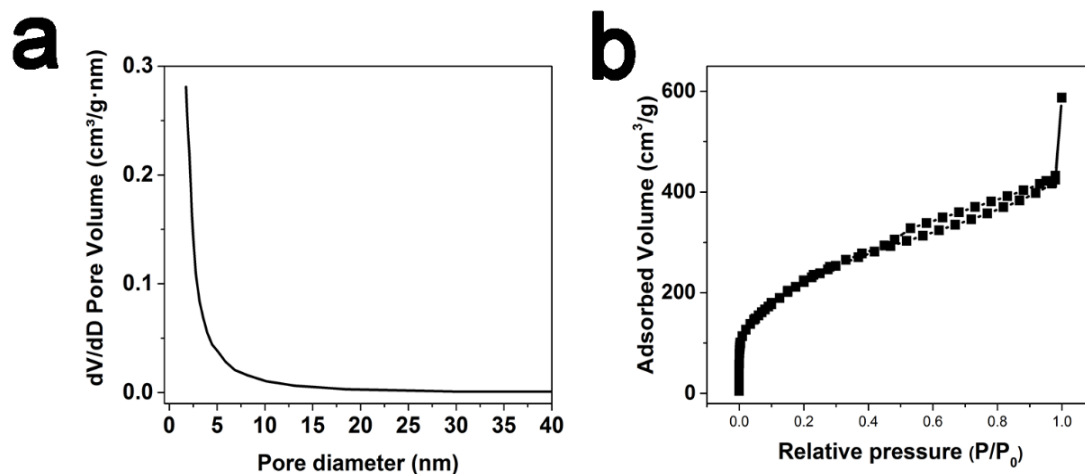 a
0.3
0.2
0.1
0.0
dV/dD Pore Volume (cm³/g·nm)
0 5 10 15 20 25 30 35 40
Pore diameter (nm)
b
600
400
200
0
Adsorbed Volume (cm³/g)
0.0 0.2 0.4 0.6 0.8 1.0
Relative pressure (P/P₀)